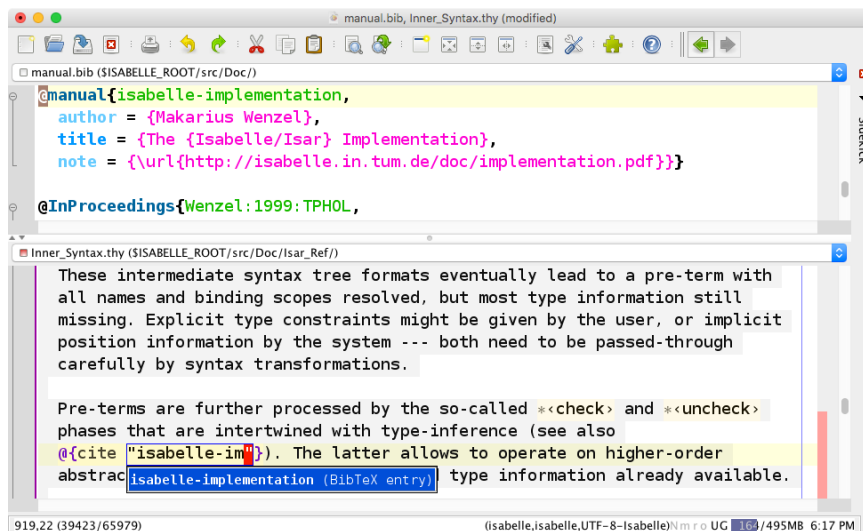 manual.bib, Inner_Syntax.thy (modified)
manual.bib ($ISABELLE_ROOT/src/Doc/)
@manual{isabelle-implementation,
author = {Makarius Wenzel},
title = {The {Isabelle/Isar} Implementation},
note = {\url{http://isabelle.in.tum.de/doc/implementation.pdf}}}
@InProceedings{Wenzel:1999:TPHOL,
Inner_Syntax.thy ($ISABELLE_ROOT/src/Doc/Isar_Ref/)
These intermediate syntax tree formats eventually lead to a pre-term with
all names and binding scopes resolved, but most type information still
missing. Explicit type constraints might be given by the user, or implicit
position information by the system --- both need to be passed-through
carefully by syntax transformations.
Pre-terms are further processed by the so-called *‹check› and *‹uncheck›
phases that are intertwined with type-inference (see also
@{cite "isabelle-im"}). The latter allows to operate on higher-order
abstrac type information already available.
isabelle-implementation (BibTeX entry)
919,22 (39423/65979) (isabelle,isabelle,UTF-8-Isabelle)N m r o UG 164/495MB 6:17 PM